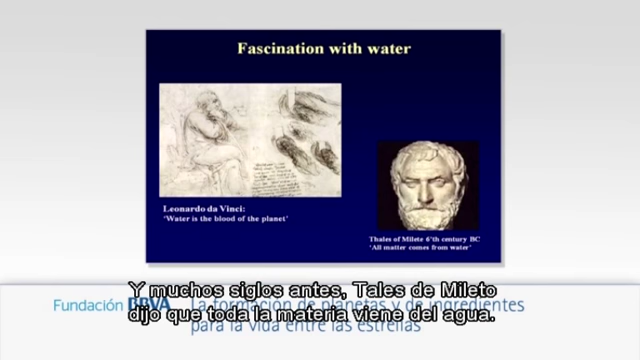 Fascination with water
Leonardo da Vinci:
'Water is the blood of the planet'
Thales of Milete 6'th century BC
'All matter comes from water'
Y muchos siglos antes, Tales de Mileto
dijo que toda la materia viene del agua.
Fundación BBVA
La formación de planetas y de ingredientes
para la vida entre las estrellas